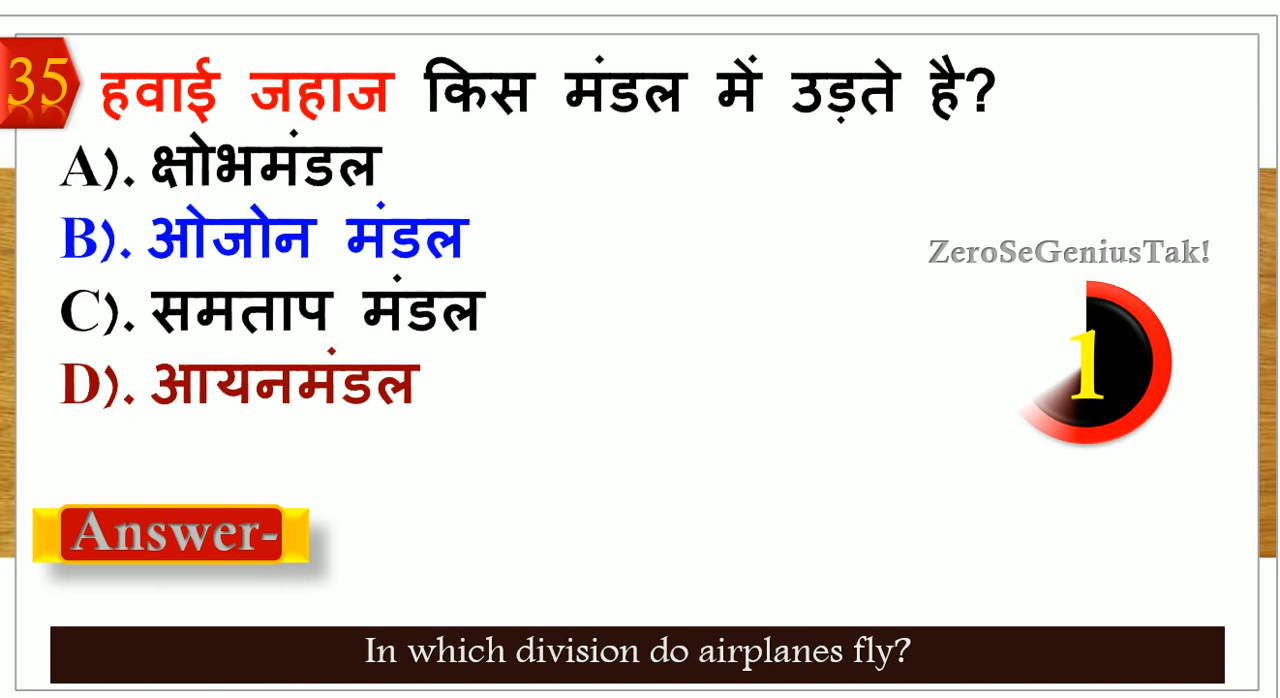 35 हवाई जहाज किस मंडल में उड़ते है?
A). क्षोभमंडल
B). ओजोन मंडल
C). समताप मंडल
D). आयनमंडल
ZeroSeGeniusTak!
1
Answer-
In which division do airplanes fly?